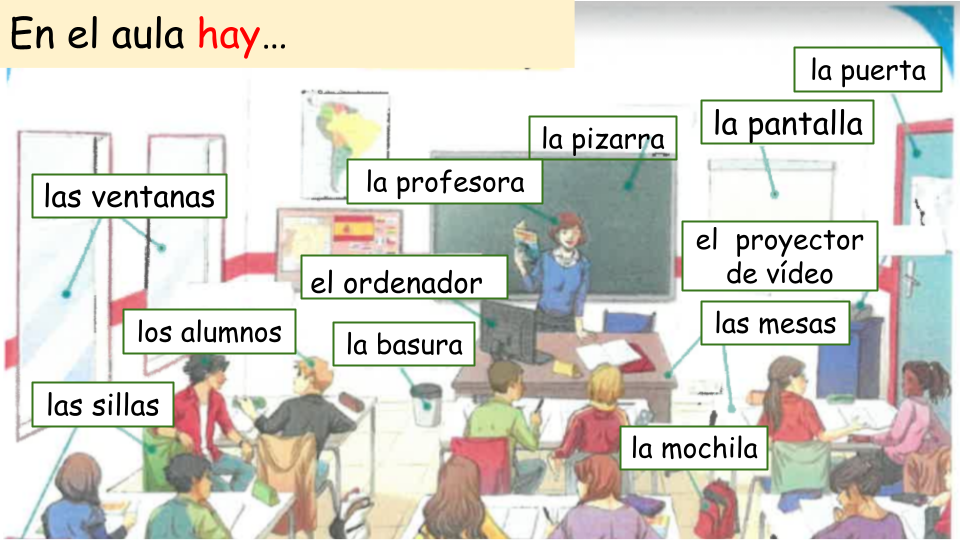 En el aula hay...
la puerta
la pantalla
la pizarra
la profesora
las ventanas
el proyector
de vídeo
el ordenador
las mesas
los alumnos
la basura
las sillas
la mochila